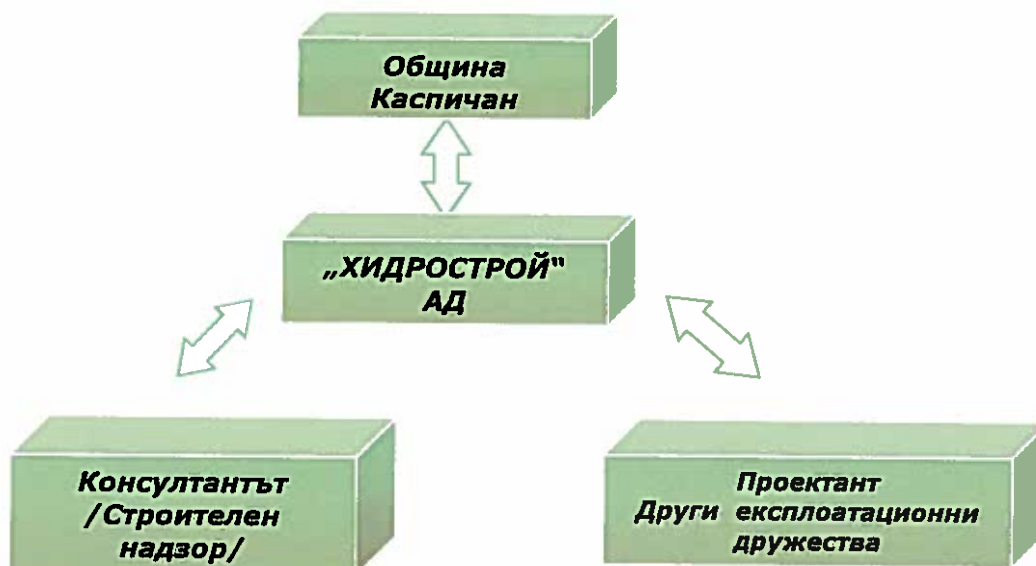 Община
Каспичан
„ХИДРОСТРОЙ“
АД
Консултантът
/Строителен
надзор/
Проектант
Други експлоатационни
дружества